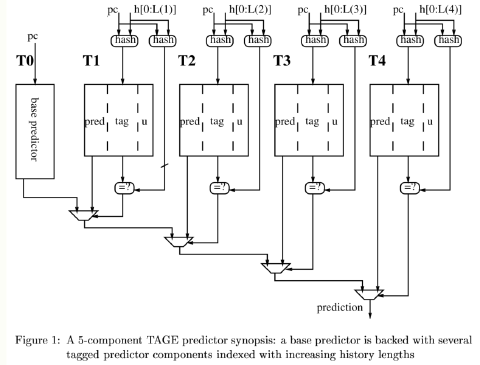 pc h[0:L(1)] pc h[0:L(2)] pc h[0:L(3)] pc h[0:L(4)]
pc
hash hash hash hash hash hash hash hash
T0 T1 T2 T3 T4
base predictor
pred tag u pred tag u pred tag u pred tag u
=? =? =? =?
prediction
Figure 1: A 5-component TAGE predictor synopsis: a base predictor is backed with several
tagged predictor components indexed with increasing history lengths